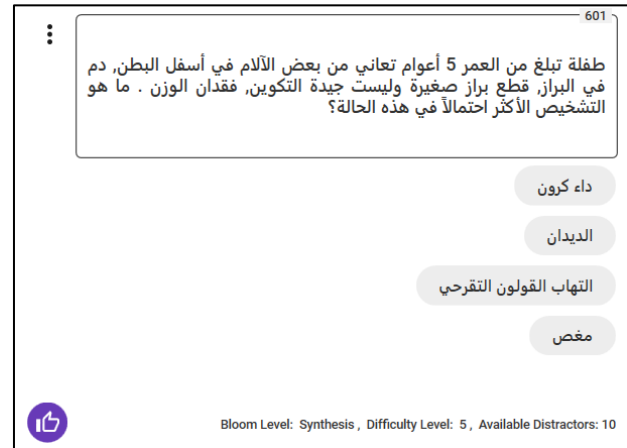 601
طفلة تبلغ من العمر 5 أعوام تعاني من بعض الآلام في أسفل البطن, دم
في البراز, قطع براز صغيرة وليست جيدة التكوين, فقدان الوزن . ما هو
التشخيص الأكثر احتمالاً في هذه الحالة؟
داء كرون
الديدان
التهاب القولون التقرحي
مغص
Bloom Level: Synthesis , Difficulty Level: 5 , Available Distractors: 10